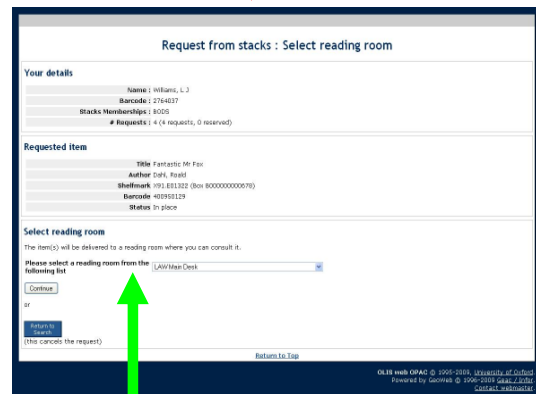 Request from stacks : Select reading room
Your details
Name : Williams, L J
Barcode : 2764037
Stacks Memberships : BODS
# Requests : 4 (4 requests, 0 reserved)
Requested item
Title Fantastic Mr Fox
Author Dahl, Roald
Shelfmark X91.E01322 (Box B000000000678)
Barcode 400950129
Status In place
Select reading room
The item(s) will be delivered to a reading room where you can consult it.
Please select a reading room from the following list LAW Main Desk
Continue
or
Return to Search
(this cancels the request)
Return to Top
OLIS web OPAC © 1995-2009, University of Oxford.
Powered by GeoWeb © 1996-2009 Geac / Infor.
Contact webmaster.